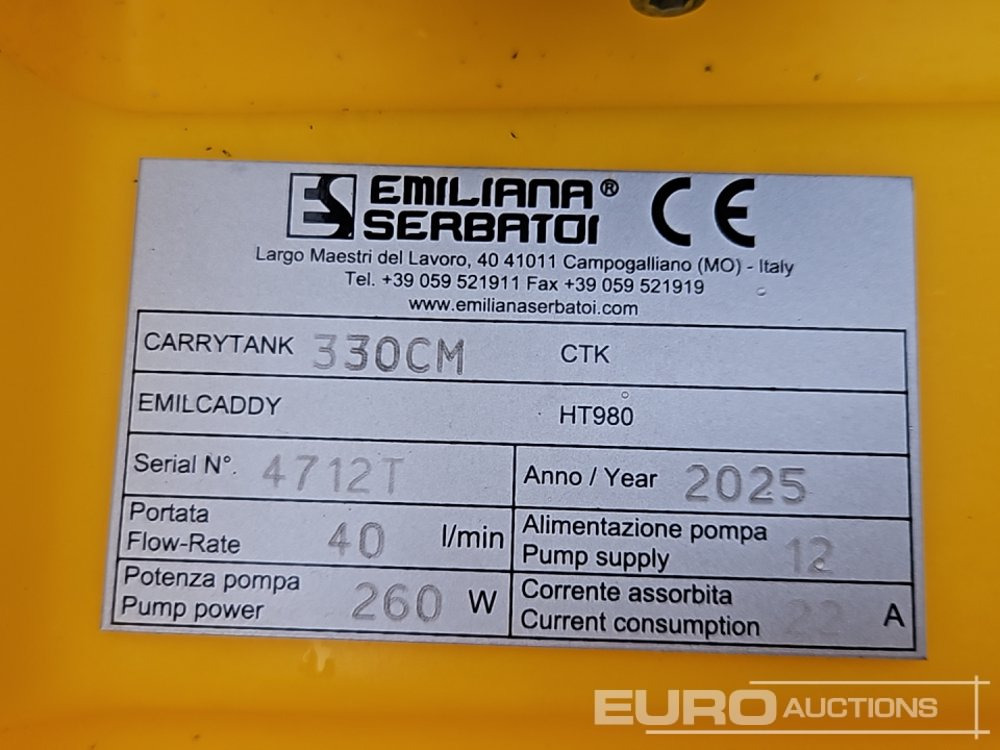 ES EMILIANA® SERBATOI CE
Largo Maestri del Lavoro, 40 41011 Campogalliano (MO) - Italy
Tel. +39 059 521911 Fax +39 059 521919
www.emilianaserbatoi.com
CARRYTANK 330CM CTK
EMILCADDY HT980
Serial N°. 4712T Anno / Year 2025
Portata
Flow-Rate 40 l/min
Alimentazione pompa
Pump supply 12
Potenza pompa
Pump power 260 W
Corrente assorbita
Current consumption A
EURO AUCTIONS